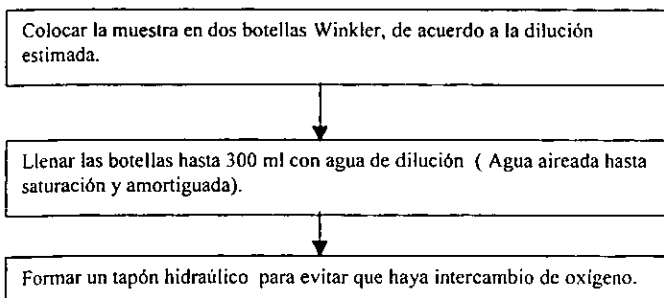 Colocar la muestra en dos botellas Winkler, de acuerdo a la dilución
estimada.
Llenar las botellas hasta 300 ml con agua de dilución ( Agua aireada hasta
saturación y amortiguada).
Formar un tapón hidraúlico para evitar que haya intercambio de oxígeno.